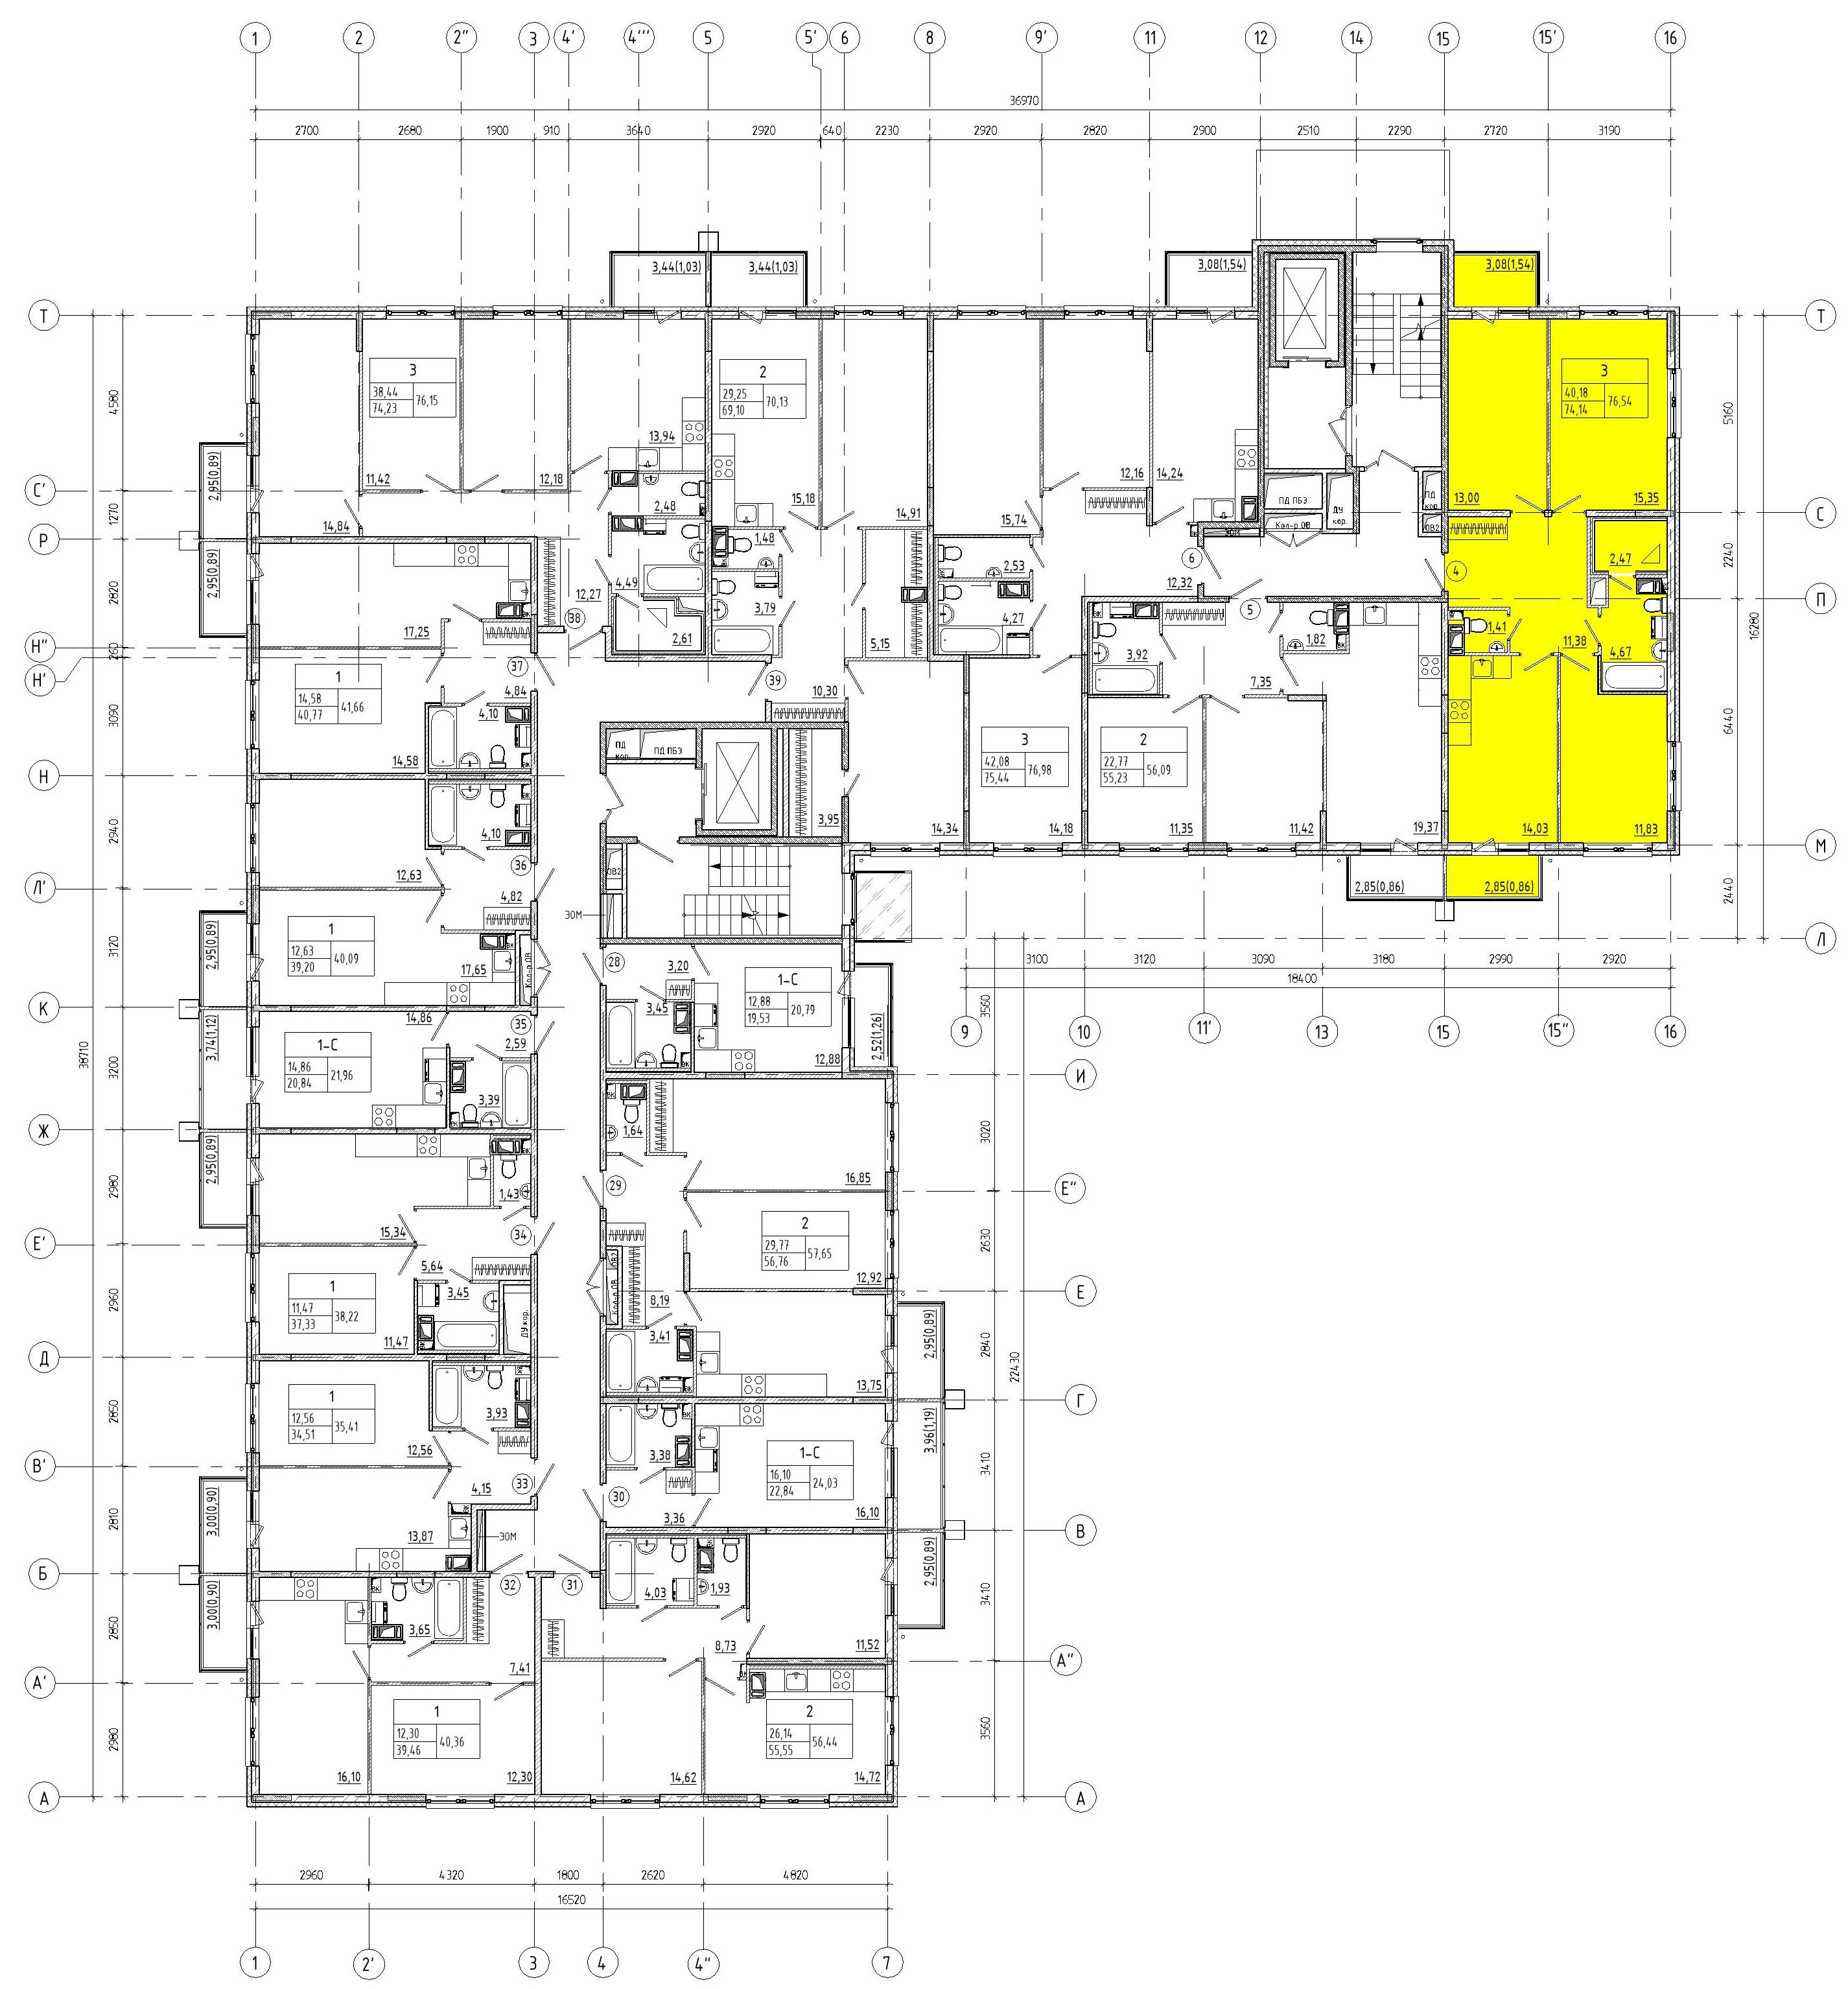 1 2 2" 3 4' 4''' 5 5' 6 8 9' 11 12 14 15 15' 16
36970
2700 2680 1900 910 3640 2920 640 2230 2920 2820 2900 2510 2290 2720 3190
3,44(1,03) 3,44(1,03) 3,08(1,54) 3,08(1,54)
Т Т
3
38,44 76,15
74,23
2
29,25 70,13
69,10
3
40,18 76,54
74,14
4580 5160
2,95(0,89)
13,94
11,42 12,18 15,18 12,16 14,24 13,00 15,35
С'
ПД ПБЗ
ПД кор.
ДУ кор.
Кол-р ОВ
ОВ2
2,48 14,91
14,84 15,74
1270
Р С
1,48 2,53 6 2,47
2,95(0,89)
2820 2240
4,49 12,27 3,79 4,27 12,32 5 4
П
38 2,61 5,15 1,82 1,41 11,38 4,67
17,25 3,92
Н"
260
Н'
37 39 7,35
16280
1
14,58 41,66
40,77
4,84 10,30
4,10
3090
ПД кор.
ПД ПБЗ
3
42,08 76,98
75,44
2
22,77 56,09
55,23
6440
14,58
Н
4,10 3,95
14,34 14,18 11,35 11,42 19,37 14,03 11,83
2940
М
36 ОВ2
12,63
Л'
4,82
2,85(0,86) 2,85(0,86)
2440
ЗОМ
Л
1
12,63 40,09
39,20
2,95(0,89)
3120
17,65
Кол-р ОВ
28 3,20
1-С
12,88 20,79
19,53
3100 3120 3090 3180 2990 2920
18400
К
3,45
14,86 35 2,59
12,88
2,52(1,26)
3560
9 10 11' 13 15 15" 16
3,74(1,12)
1-С
14,86 21,96
20,84
38710
3200
И
3,39
ВК
Ж
1,64
3020
2,95(0,89)
2980
1,43 29 16,85
Е"
15,34 34
Е'
2
29,77 57,65
56,76
2630
5,64
3,45
12,92
Е
1
11,47 38,22
37,33
2960
ДУ кор.
Кол-р ОВ
ОВ2
8,19
3,41
11,47
2,95(0,89)
2840
22430
Д
13,75
Г
1
12,56 35,41
34,51
2850
3,93
12,56
3,38
1-С
16,10 24,03
22,84
3,96(1,19)
3410
В'
4,15 33 30
3,36 16,10
В
3,00(0,90)
2810
13,87
ЗОМ
Б
32 31
4,03 1,93
2,95(0,89)
3410
3,00(0,90)
2850
3,65
7,41 8,73 11,52
А"
А'
1
12,30 40,36
39,46
2
26,14 56,44
55,55
2980 3560
16,10 12,30 14,62 14,72
А А
2960 4320 1800 2620 4820
16520
1 2' 3 4 4" 7